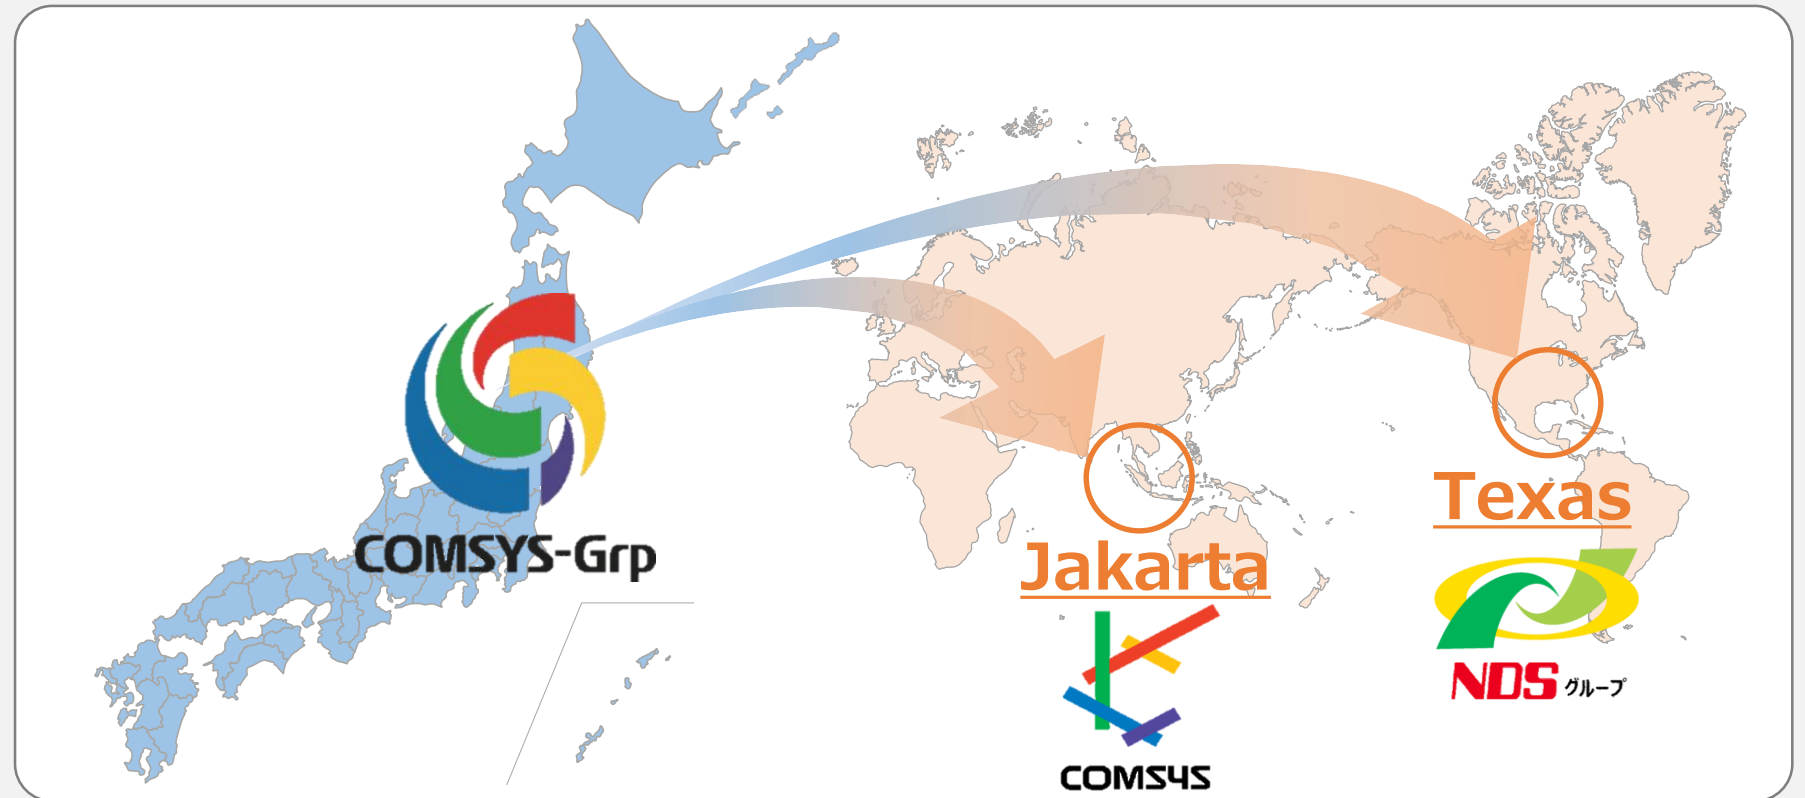 COMSYS-Grp
Jakarta
COMSYS
Texas
NDS グループ